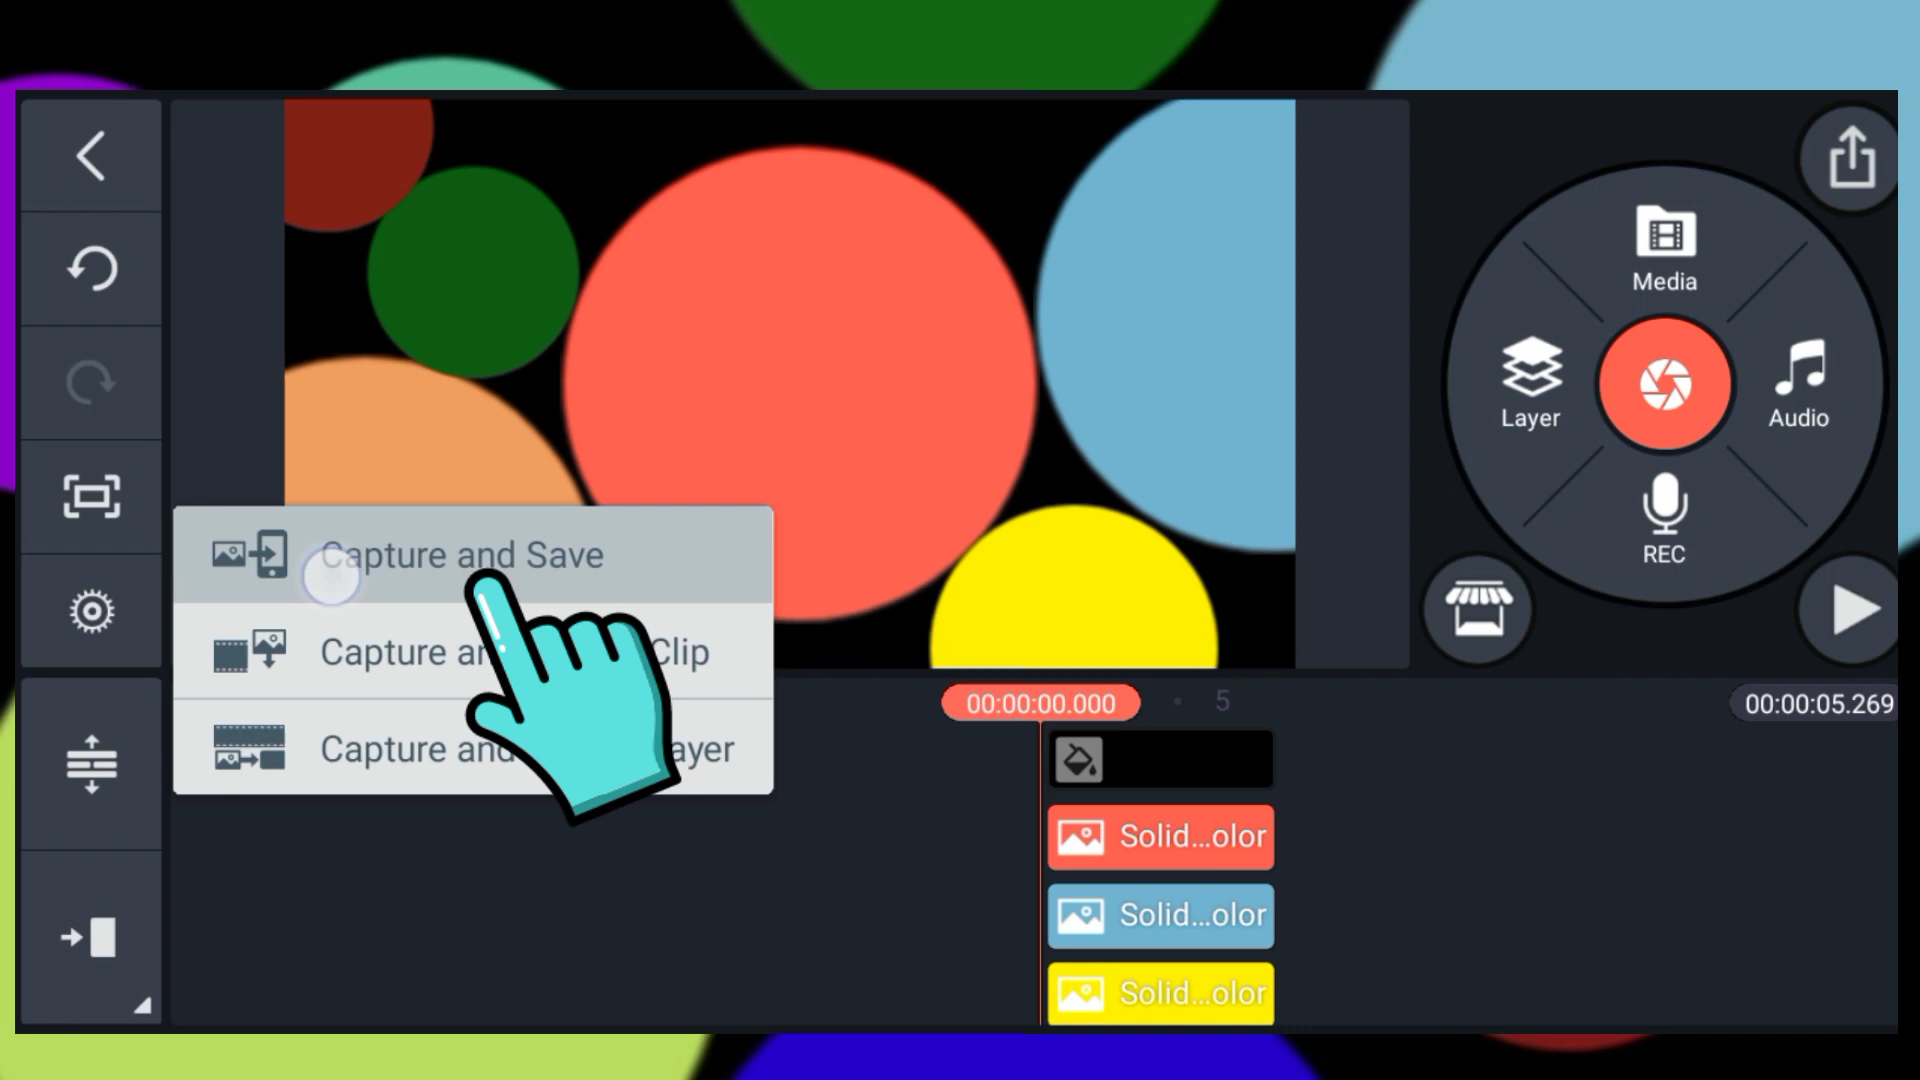 Media
Layer
Audio
REC
Capture and Save
Capture an Clip
Capture and ayer
00:00:00.000
5
00:00:05.269
Solid...olor
Solid...olor
Solid...olor